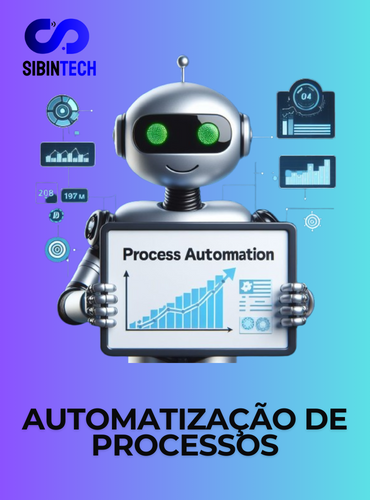 SIBINTECH
04
208
197 M
Process Automation
AUTOMATIZAÇÃO DE
PROCESSOS